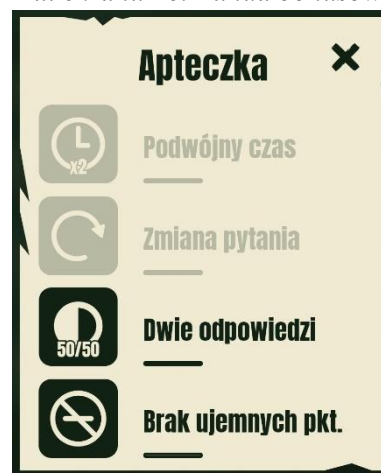 Apteczka
x2
Podwójny czas
Zmiana pytania
50/50
Dwie odpowiedzi
Brak ujemnych pkt.